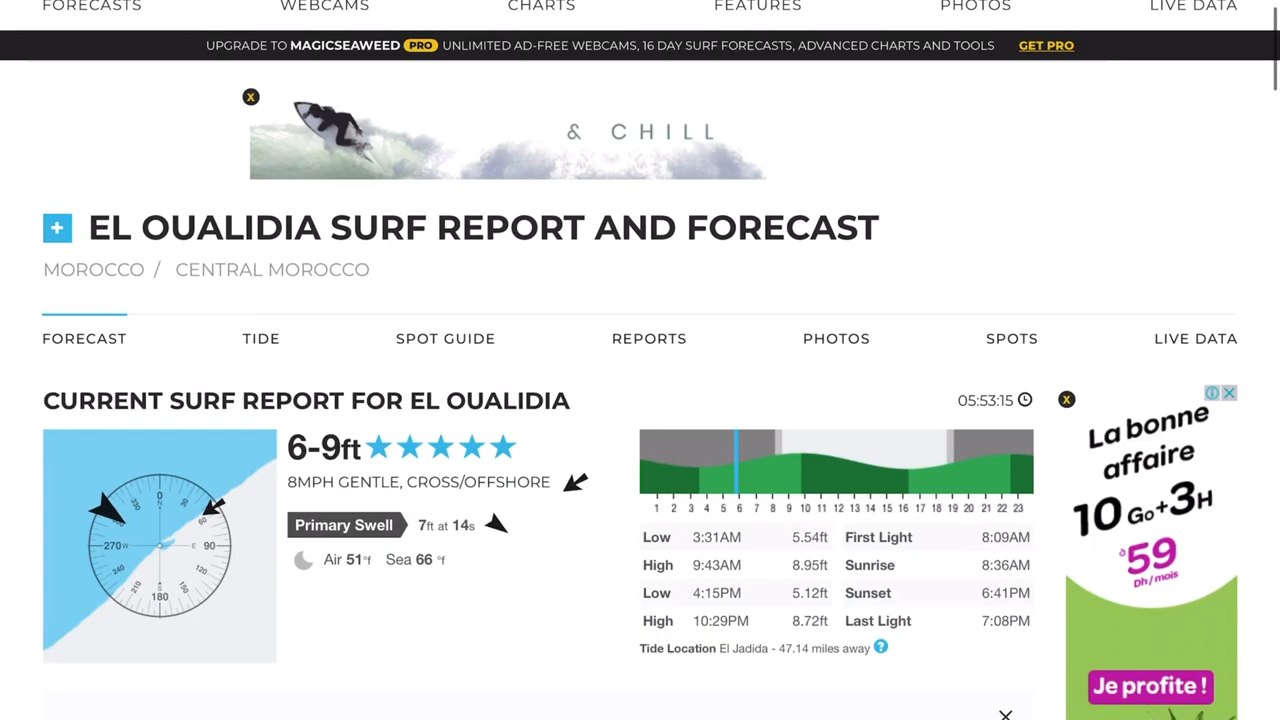 FORECASTS WEBCAMS CHARTS FEATURES PHOTOS LIVE DATA
UPGRADE TO MAGICSEAWEED PRO UNLIMITED AD-FREE WEBCAMS, 16 DAY SURF FORECASTS, ADVANCED CHARTS AND TOOLS GET PRO
X
& CHILL
+ EL OUALIDIA SURF REPORT AND FORECAST
MOROCCO / CENTRAL MOROCCO
FORECAST TIDE SPOT GUIDE REPORTS PHOTOS SPOTS LIVE DATA
CURRENT SURF REPORT FOR EL OUALIDIA
05:53:15
6-9ft
8MPH GENTLE, CROSS/OFFSHORE
Primary Swell 7ft at 14s
Air 51°f Sea 66 °f
0
N
30
60
E 90
120
S
180
210
240
270 W
330
1 2 3 4 5 6 7 8 9 10 11 12 13 14 15 16 17 18 19 20 21 22 23
Low 3:31AM 5.54ft First Light 8:09AM
High 9:43AM 8.95ft Sunrise 8:36AM
Low 4:15PM 5.12ft Sunset 6:41PM
High 10:29PM 8.72ft Last Light 7:08PM
Tide Location El Jadida - 47.14 miles away ?
X
La bonne
affaire
10 Go+3H
à 59
Dh/mois
Je profite !